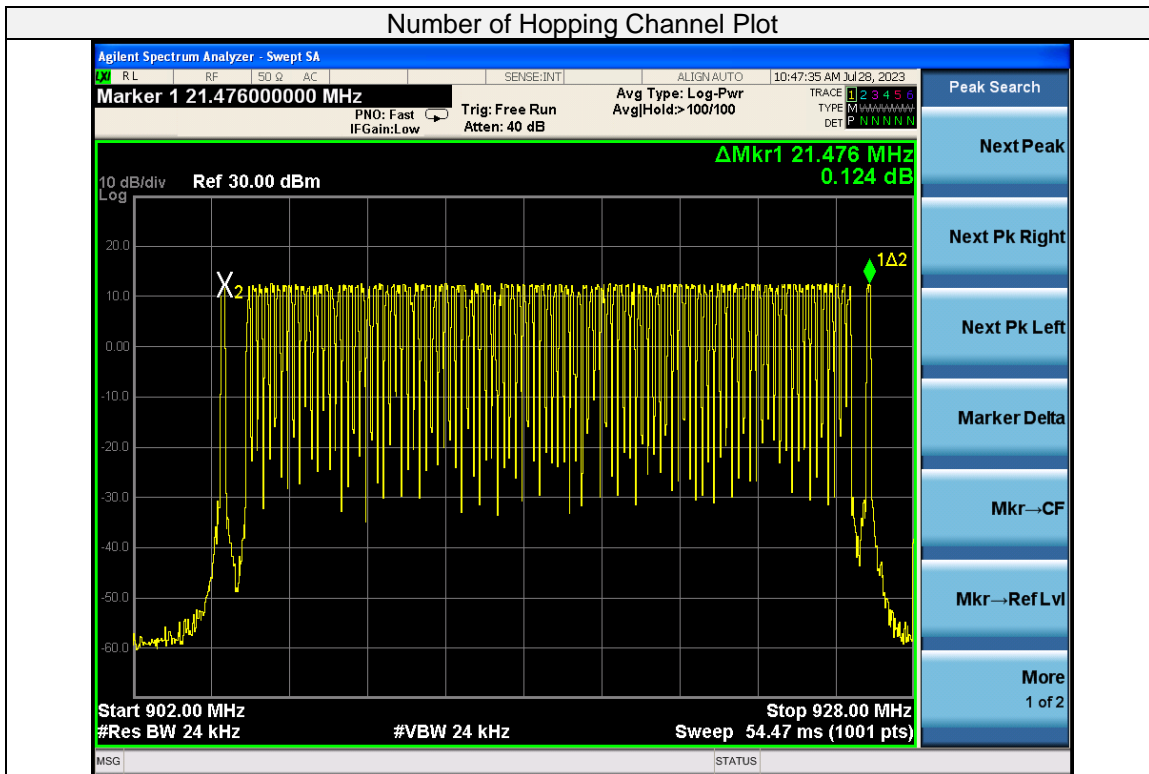 Number of Hopping Channel Plot
Agilent Spectrum Analyzer - Swept SA
LXI RL RF 50 Ω AC SENSE:INT ALIGN AUTO 10:47:35 AM Jul 28, 2023
Marker 1 21.476000000 MHz
PNO: Fast
IFGain:Low
Trig: Free Run
Atten: 40 dB
Avg Type: Log-Pwr
Avg|Hold:>100/100
TRACE 1 2 3 4 5 6
TYPE M WWWWW
DET P N N N N N
ΔMkr1 21.476 MHz
0.124 dB
10 dB/div Ref 30.00 dBm
Log
20.0
10.0
0.00
-10.0
-20.0
-30.0
-40.0
-50.0
-60.0
X2
1Δ2
Start 902.00 MHz Stop 928.00 MHz
#Res BW 24 kHz #VBW 24 kHz Sweep 54.47 ms (1001 pts)
MSG STATUS
Peak Search
Next Peak
Next Pk Right
Next Pk Left
Marker Delta
Mkr→CF
Mkr→Ref Lvl
More
1 of 2